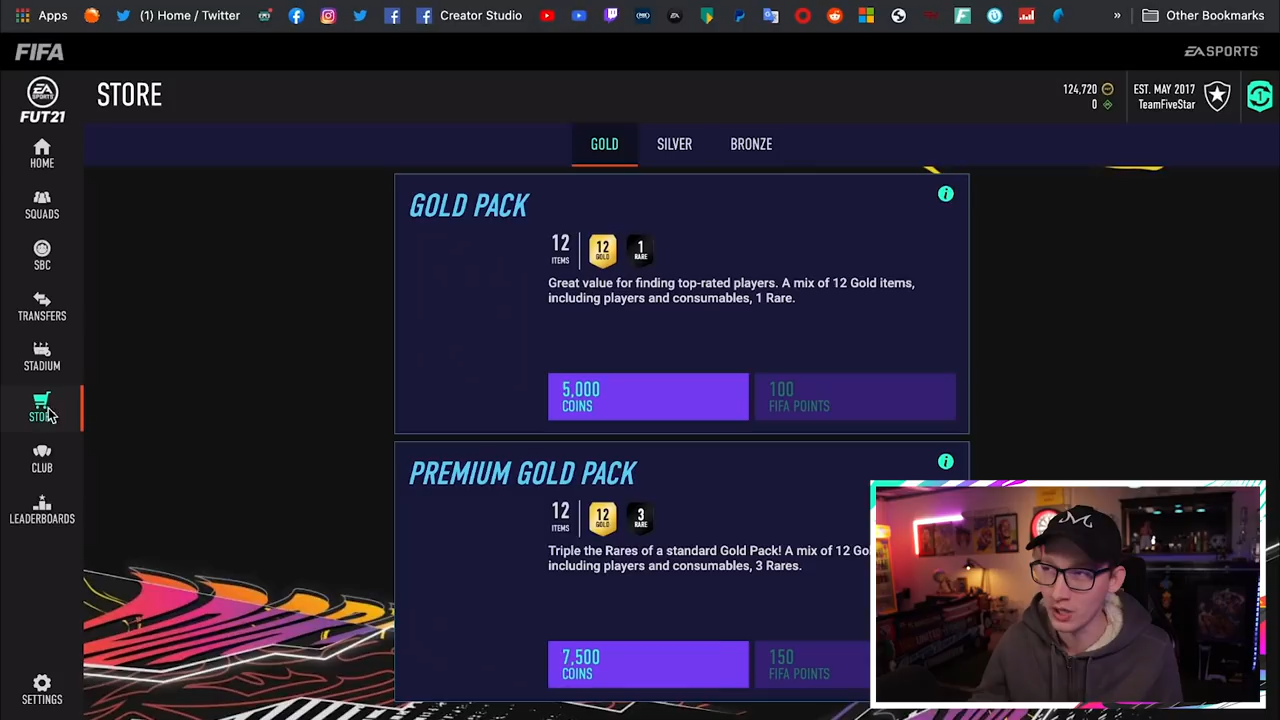 Apps
(1) Home / Twitter
Creator Studio
»
Other Bookmarks
FIFA
EA SPORTS
EA SPORTS
FUT21
STORE
124,720
0
EST. MAY 2017
TeamFiveStar
1
HOME
SQUADS
SBC
TRANSFERS
STADIUM
STORE
CLUB
LEADERBOARDS
SETTINGS
GOLD
SILVER
BRONZE
GOLD PACK
12
ITEMS
12
GOLD
1
RARE
Great value for finding top-rated players. A mix of 12 Gold items,
including players and consumables, 1 Rare.
5,000
COINS
100
FIFA POINTS
PREMIUM GOLD PACK
12
ITEMS
12
GOLD
3
RARE
Triple the Rares of a standard Gold Pack! A mix of 12 Go
including players and consumables, 3 Rares.
7,500
COINS
150
FIFA POINTS